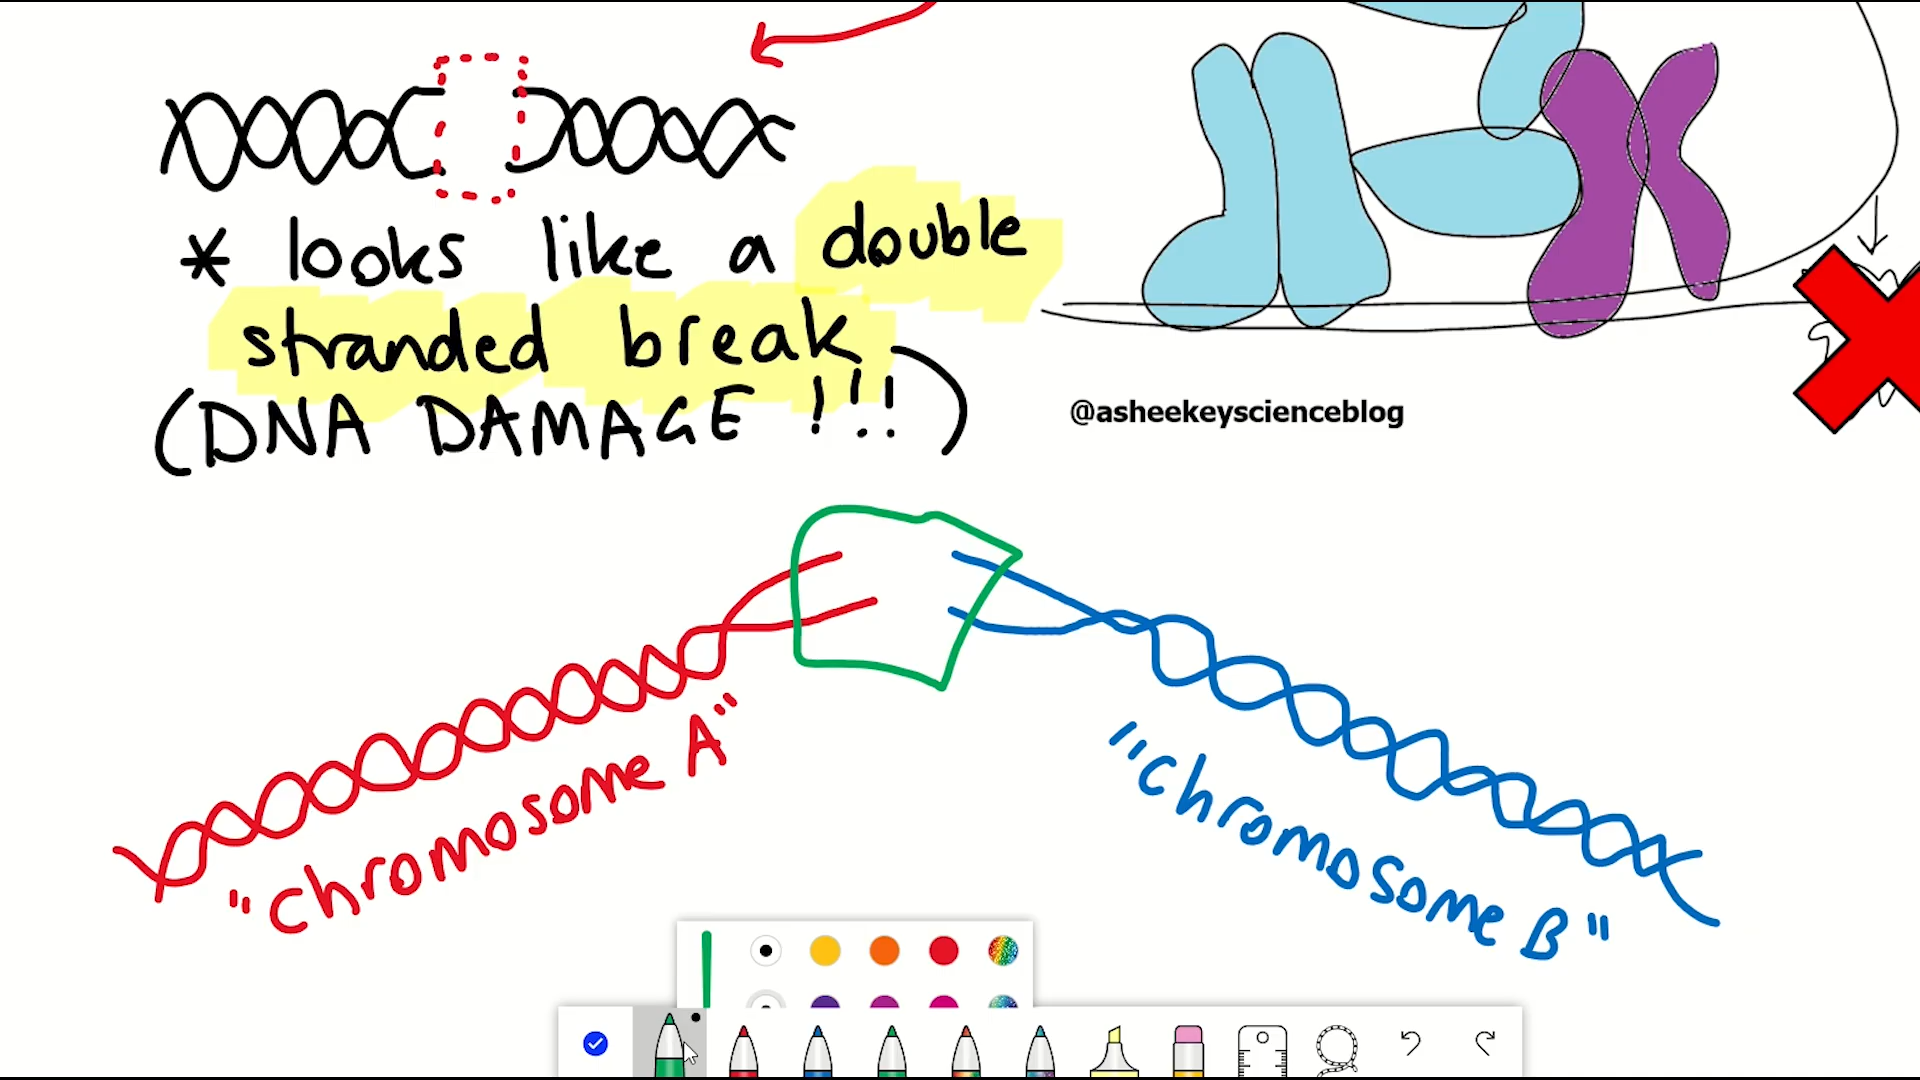 * looks like a double
stranded break
(DNA DAMAGE !!!)
@asheekeyscienceblog
"chromosome A"
"chromosome B"